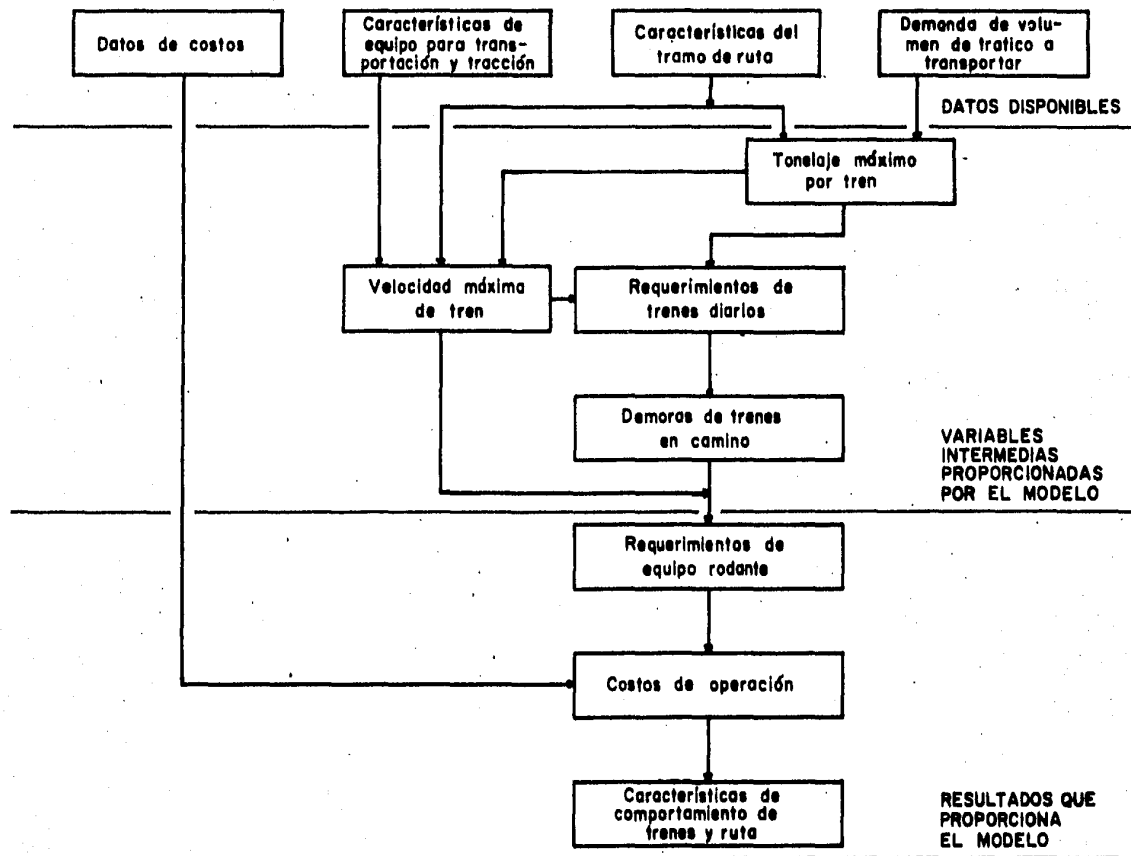 Datos de costos
Características de
equipo para trans-
portación y tracción
Características del
tramo de ruta
Demanda de volu-
men de trafico a
transportar
DATOS DISPONIBLES
Tonelaje máximo
por tren
Velocidad máxima
de tren
Requerimientos de
trenes diarios
Demoras de trenes
en camino
VARIABLES
INTERMEDIAS
PROPORCIONADAS
POR EL MODELO
Requerimientos de
equipo rodante
Costos de operación
Características de
comportamiento de
trenes y ruta
RESULTADOS QUE
PROPORCIONA
EL MODELO